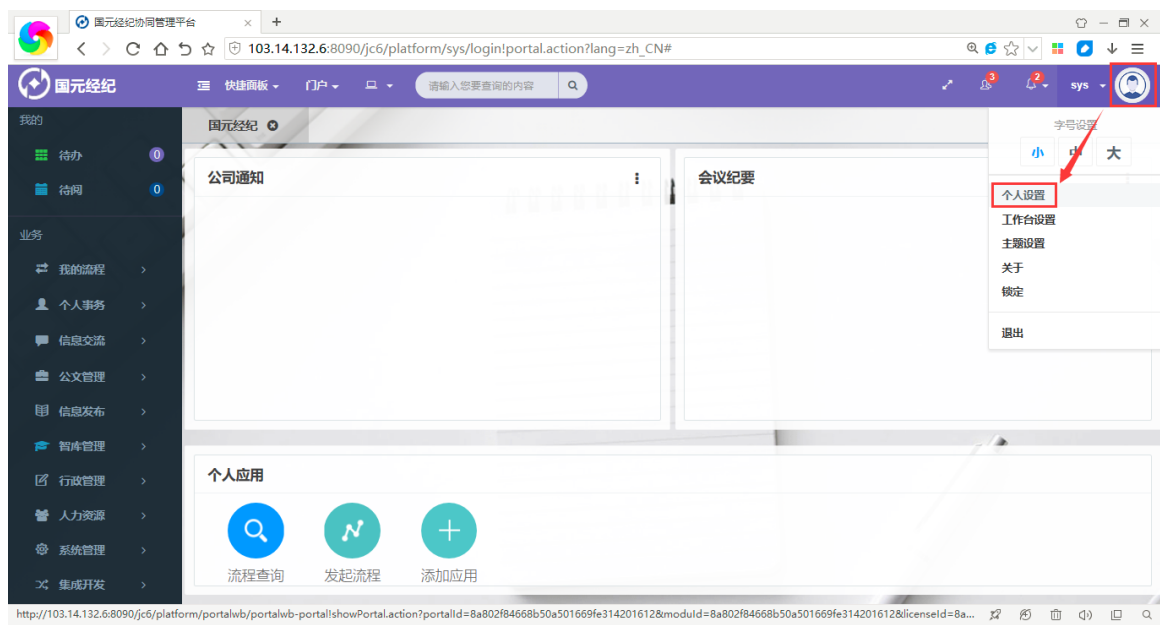 国元经纪协同管理平台
103.14.132.6:8090/jc6/platform/sys/login!portal.action?lang=zh_CN#
国元经纪
快捷面板
门户
请输入您要查询的内容
3
2
sys
我的
待办
0
待阅
0
业务
我的流程
个人事务
信息交流
公文管理
信息发布
智库管理
行政管理
人力资源
系统管理
集成开发
国元经纪
公司通知
会议纪要
字号设置
小 中 大
个人设置
工作台设置
主题设置
关于
锁定
退出
个人应用
流程查询
发起流程
添加应用
http://103.14.132.6:8090/jc6/platform/portalwb/portalwb-portal!showPortal.action?portalId=8a802f84668b50a501669fe314201612&moduId=8a802f84668b50a501669fe314201612&licenseId=8a...